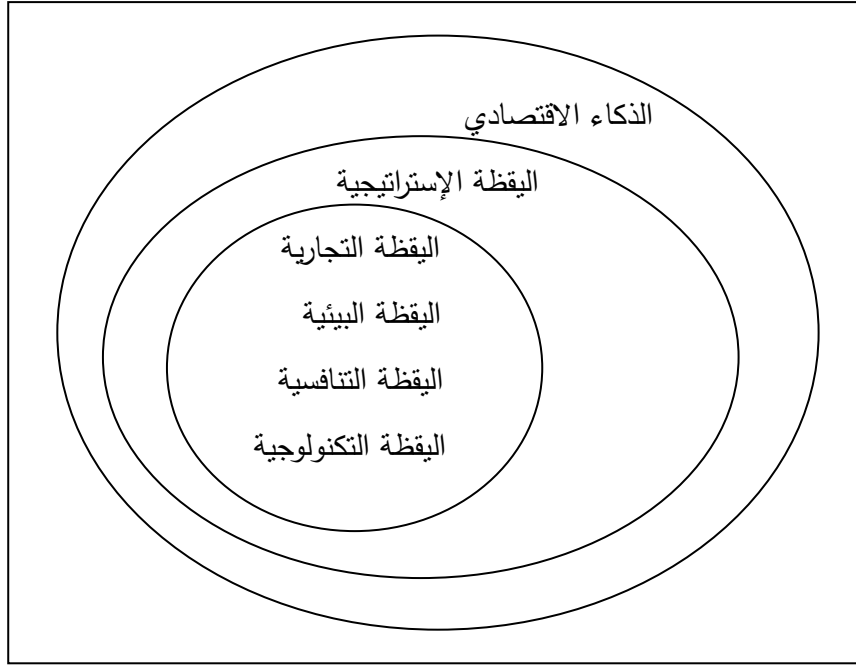 الذكاء الاقتصادي
اليقظة الإستراتيجية
اليقظة التجارية
اليقظة البيئية
اليقظة التنافسية
اليقظة التكنولوجية